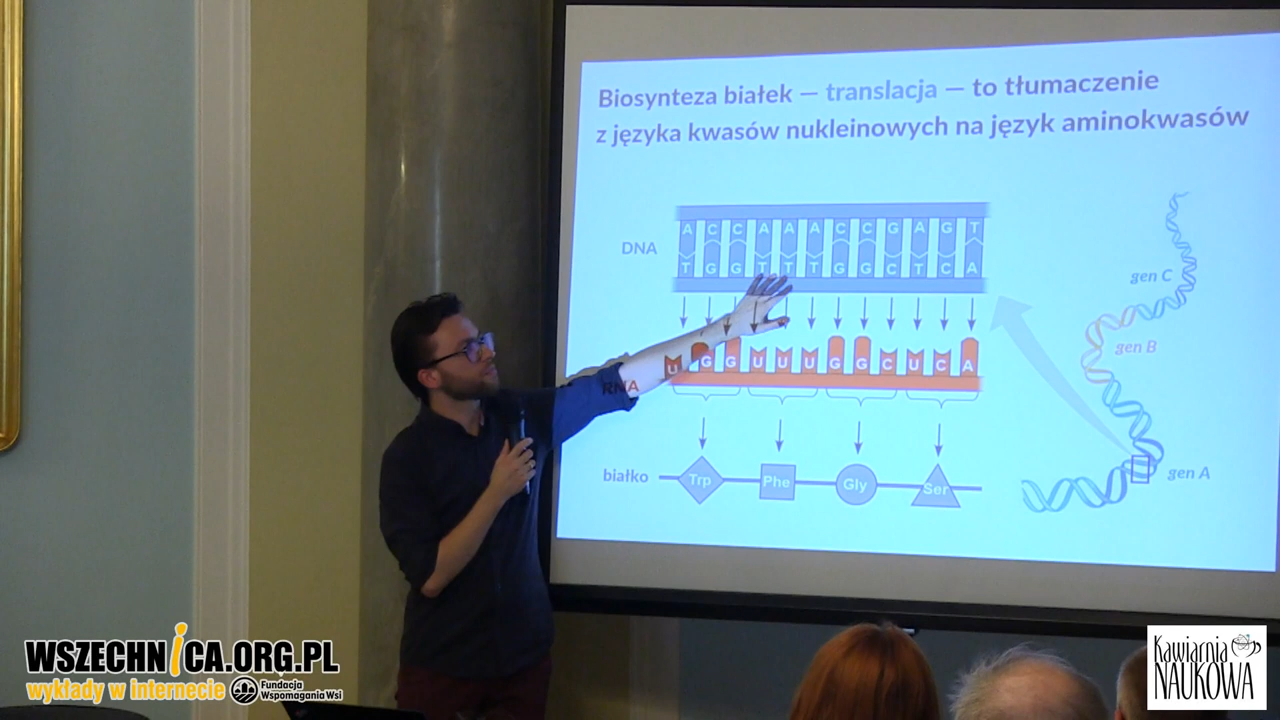 Biosynteza białek — translacja — to tłumaczenie
z języka kwasów nukleinowych na język aminokwasów
DNA
A C C A A A C C G A G T
T G G T T T G G C T C A
gen C
gen B
U G G U U U G G C U C A
RNA
białko
Trp Phe Gly Ser
gen A
WSZECHNiCA.ORG.PL
wykłady w internecie
Fundacja
Wspomagania Wsi
Kawiarnia
NAUKOWA